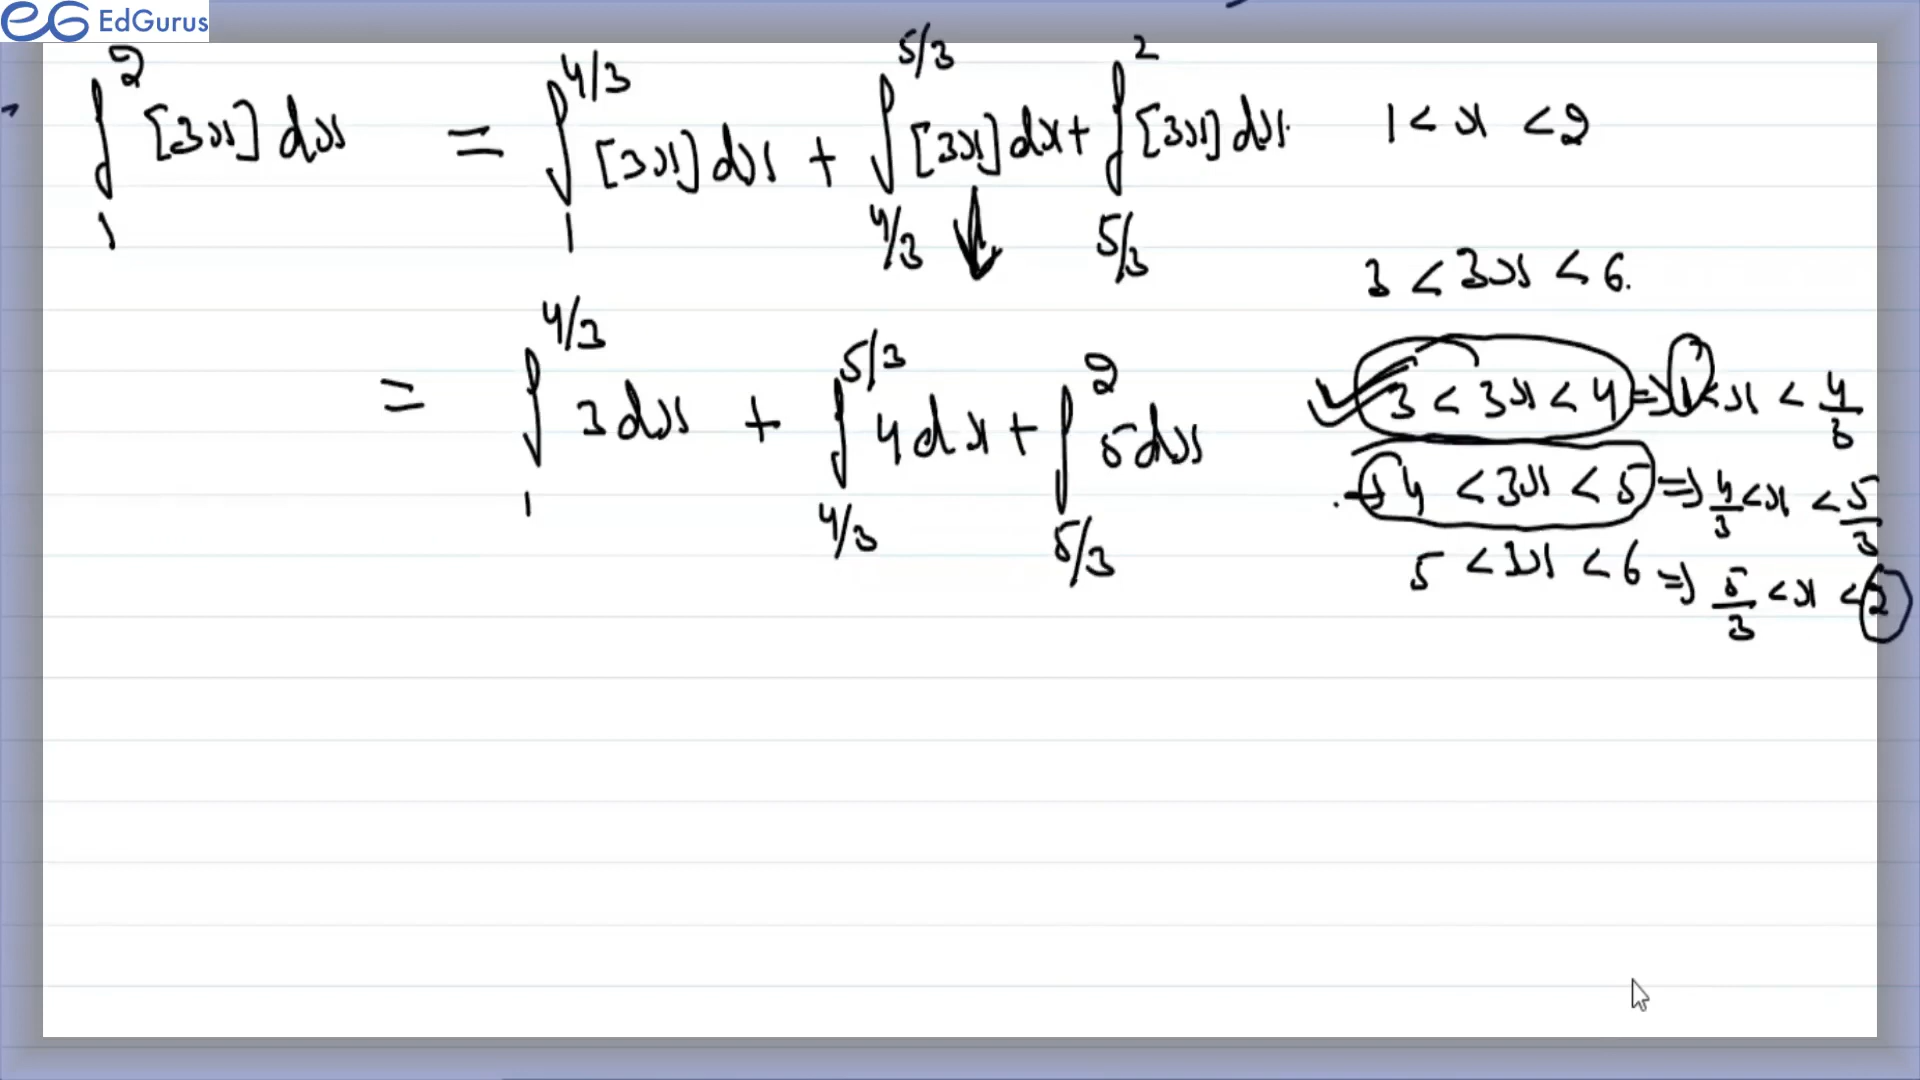 EdGurus
∫₁² [3x] dx = ∫₁^{4/3} [3x] dx + ∫_{4/3}^{5/3} [3x] dx + ∫_{5/3}^2 [3x] dx. 1 < x < 2
3 < 3x < 6.
= ∫₁^{4/3} 3 dx + ∫_{4/3}^{5/3} 4 dx + ∫_{5/3}^2 5 dx
3 < 3x < 4 ⇒ 1 < x < 4/3
4 < 3x < 5 ⇒ 4/3 < x < 5/3
5 < 3x < 6 ⇒ 5/3 < x < 2